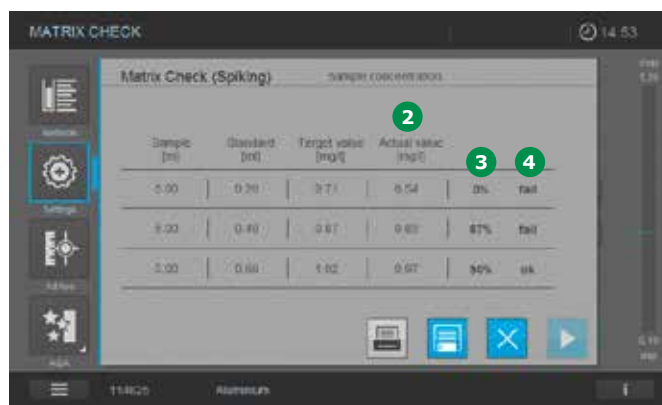 MATRIX CHECK
14:53
Matrix Check (Spiking)
Sample concentration
2
Sample Standard Target value Actual value
[ml] [ml] [mg/l] [mg/l]
3 4
5.00 0.20 0.71 0.54 0% fail
5.00 0.40 0.87 0.83 87% fail
5.00 0.60 1.02 0.97 90% ok
Settings
114825 Aluminium
i